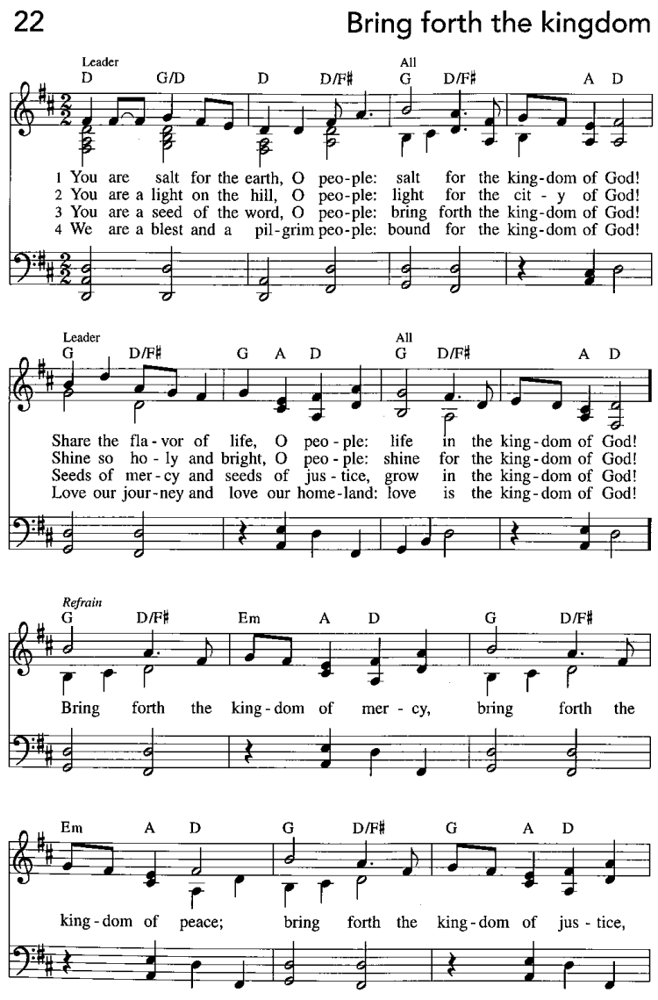 22 Bring forth the kingdom
Leader All
D G/D D D/F# G D/F# A D
1 You are salt for the earth, O peo-ple: salt for the king-dom of God!
2 You are a light on the hill, O peo-ple: light for the cit-y of God!
3 You are a seed of the word, O peo-ple: bring forth the king-dom of God!
4 We are a blest and a pil-grim peo-ple: bound for the king-dom of God!
Leader All
G D/F# G A D G D/F# A D
Share the fla-vor of life, O peo-ple: life in the king-dom of God!
Shine so ho-ly and bright, O peo-ple: shine for the king-dom of God!
Seeds of mer-cy and seeds of jus-tice, grow in the king-dom of God!
Love our jour-ney and love our home-land: love is the king-dom of God!
Refrain
G D/F# Em A D G D/F#
Bring forth the king-dom of mer-cy, bring forth the
Em A D G D/F# G A D
king-dom of peace; bring forth the king-dom of jus-tice,